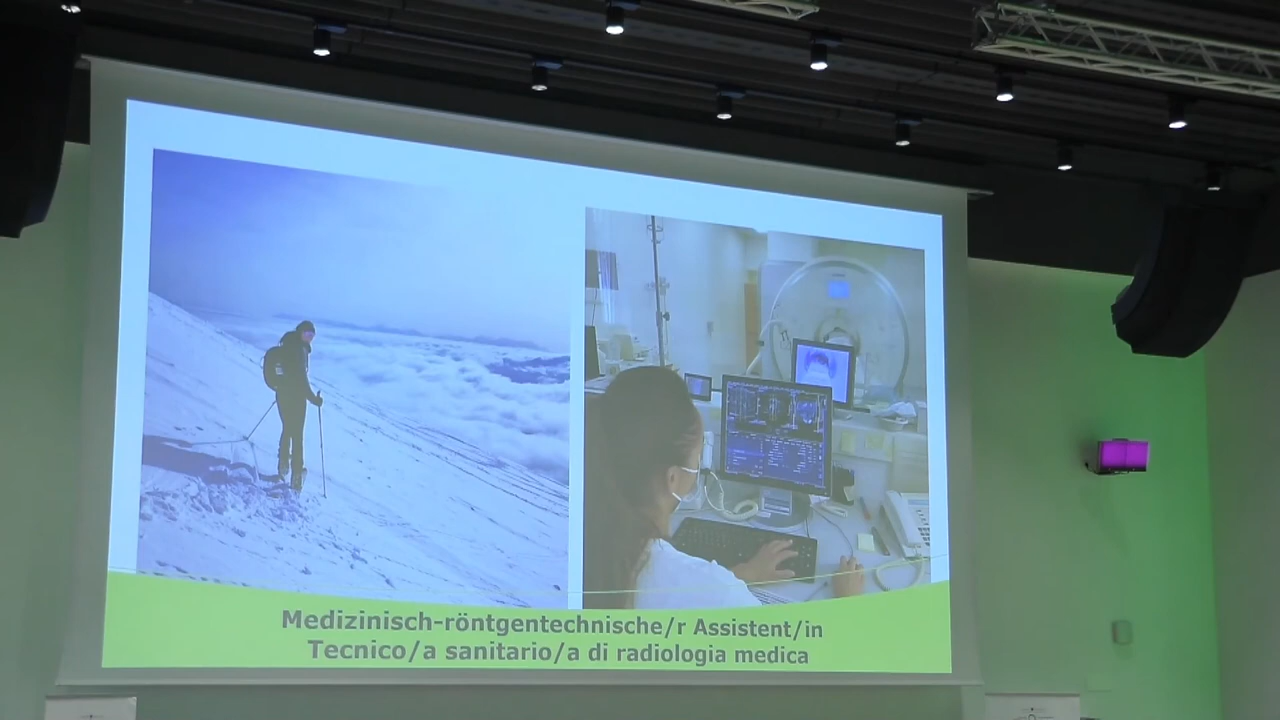 Medizinisch-röntgentechnische/r Assistent/in
Tecnico/a sanitario/a di radiologia medica